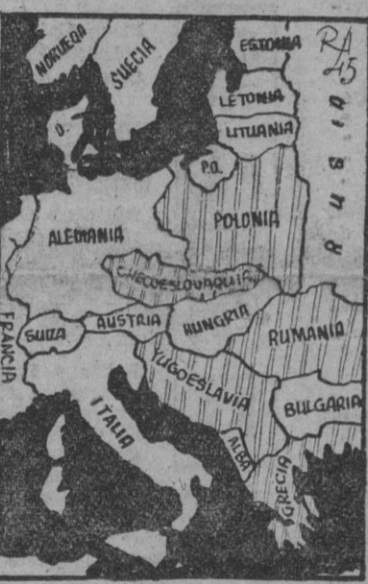 NORUEGA
SUECIA
ESTONIA
RA
45
LETONIA
LITUANIA
D.
P.O.
RUSIA
POLONIA
ALEMANIA
CHECOESLOVAQUIA
FRANCIA
SUIZA
AUSTRIA
HUNGRIA
RUMANIA
YUGOESLAVIA
ITALIA
BULGARIA
ALBA
GRECIA